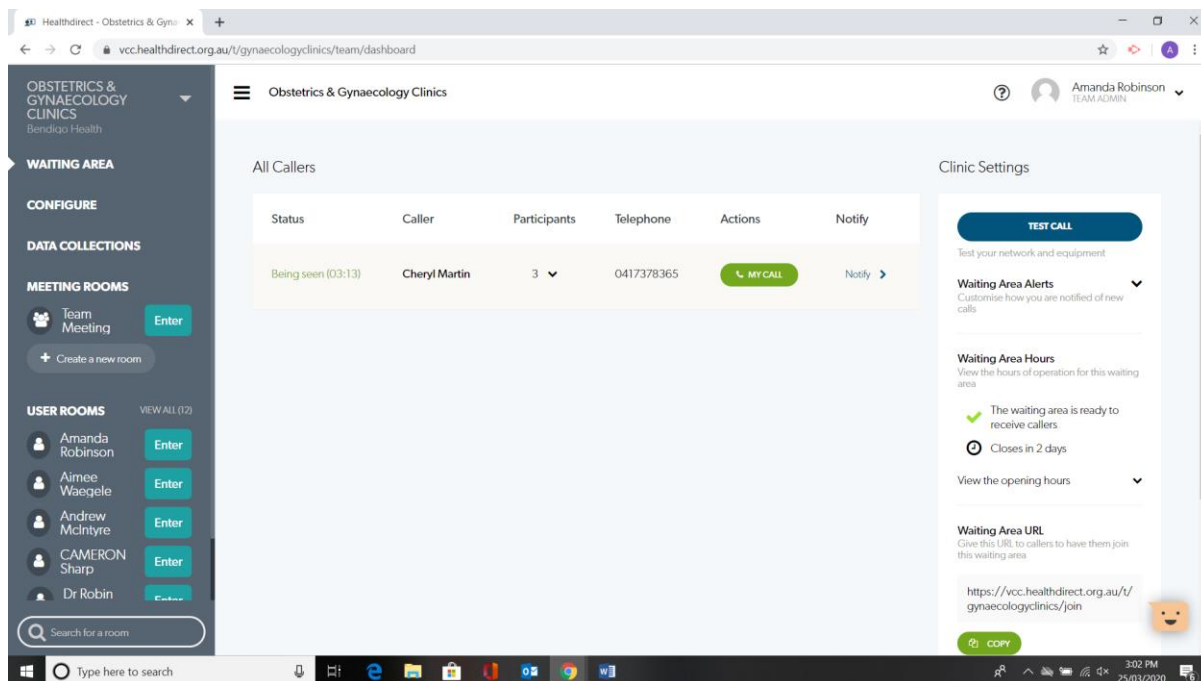 Healthdirect - Obstetrics & Gyna
vcc.healthdirect.org.au/t/gynaecologyclinics/team/dashboard
A
OBSTETRICS &
GYNAECOLOGY
CLINICS
Bendigo Health
WAITING AREA
CONFIGURE
DATA COLLECTIONS
MEETING ROOMS
Team
Meeting
Enter
+ Create a new room
USER ROOMS
VIEW ALL (12)
Amanda
Robinson
Enter
Aimee
Waegele
Enter
Andrew
McIntyre
Enter
CAMERON
Sharp
Enter
Dr Robin
Enter
Search for a room
Obstetrics & Gynaecology Clinics
Amanda Robinson
TEAM ADMIN
All Callers
Status Caller Participants Telephone Actions Notify
Being seen (03:13) Cheryl Martin 3 0417378365 MY CALL Notify
Clinic Settings
TEST CALL
Test your network and equipment
Waiting Area Alerts
Customise how you are notified of new
calls
Waiting Area Hours
View the hours of operation for this waiting
area
The waiting area is ready to
receive callers
Closes in 2 days
View the opening hours
Waiting Area URL
Give this URL to callers to have them join
this waiting area
https://vcc.healthdirect.org.au/t/
gynaecologyclinics/join
COPY
Type here to search
3:02 PM
25/03/2020